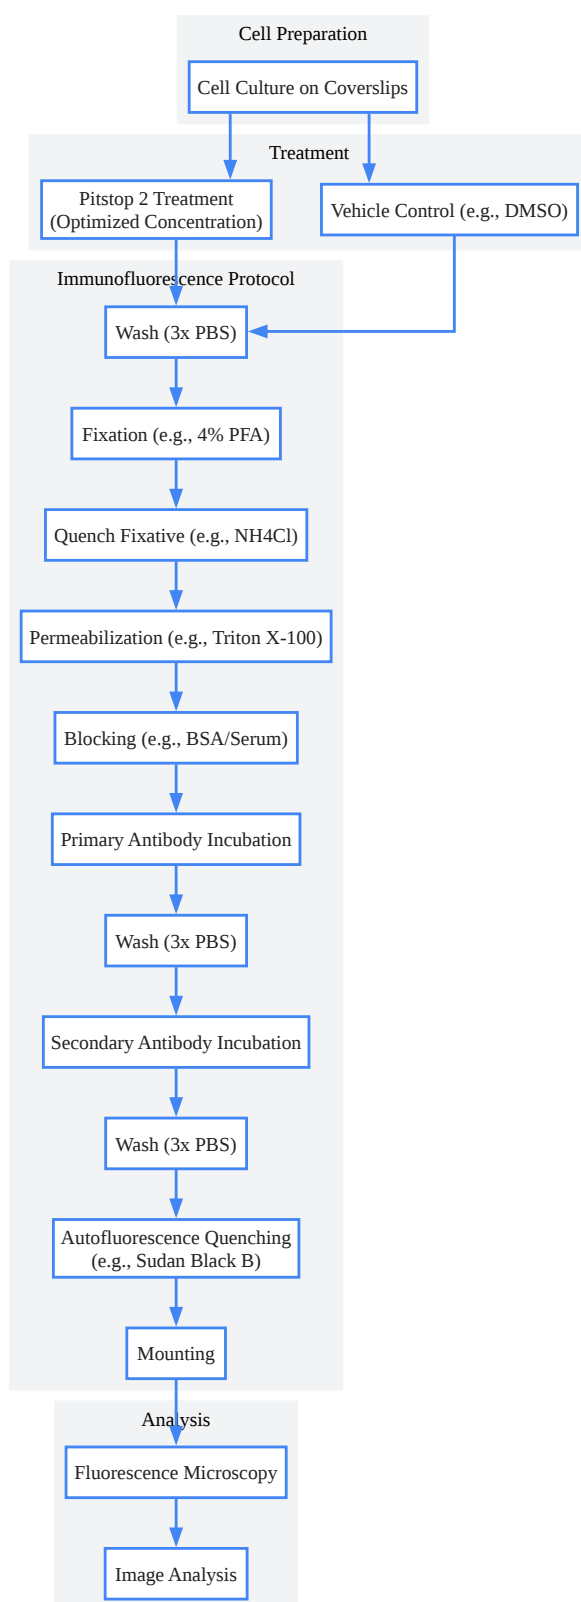 Cell Preparation
Cell Culture on Coverslips
Treatment
Pitstop 2 Treatment
(Optimized Concentration)
Vehicle Control (e.g., DMSO)
Immunofluorescence Protocol
Wash (3x PBS)
Fixation (e.g., 4% PFA)
Quench Fixative (e.g., NH4Cl)
Permeabilization (e.g., Triton X-100)
Blocking (e.g., BSA/Serum)
Primary Antibody Incubation
Wash (3x PBS)
Secondary Antibody Incubation
Wash (3x PBS)
Autofluorescence Quenching
(e.g., Sudan Black B)
Mounting
Analysis
Fluorescence Microscopy
Image Analysis